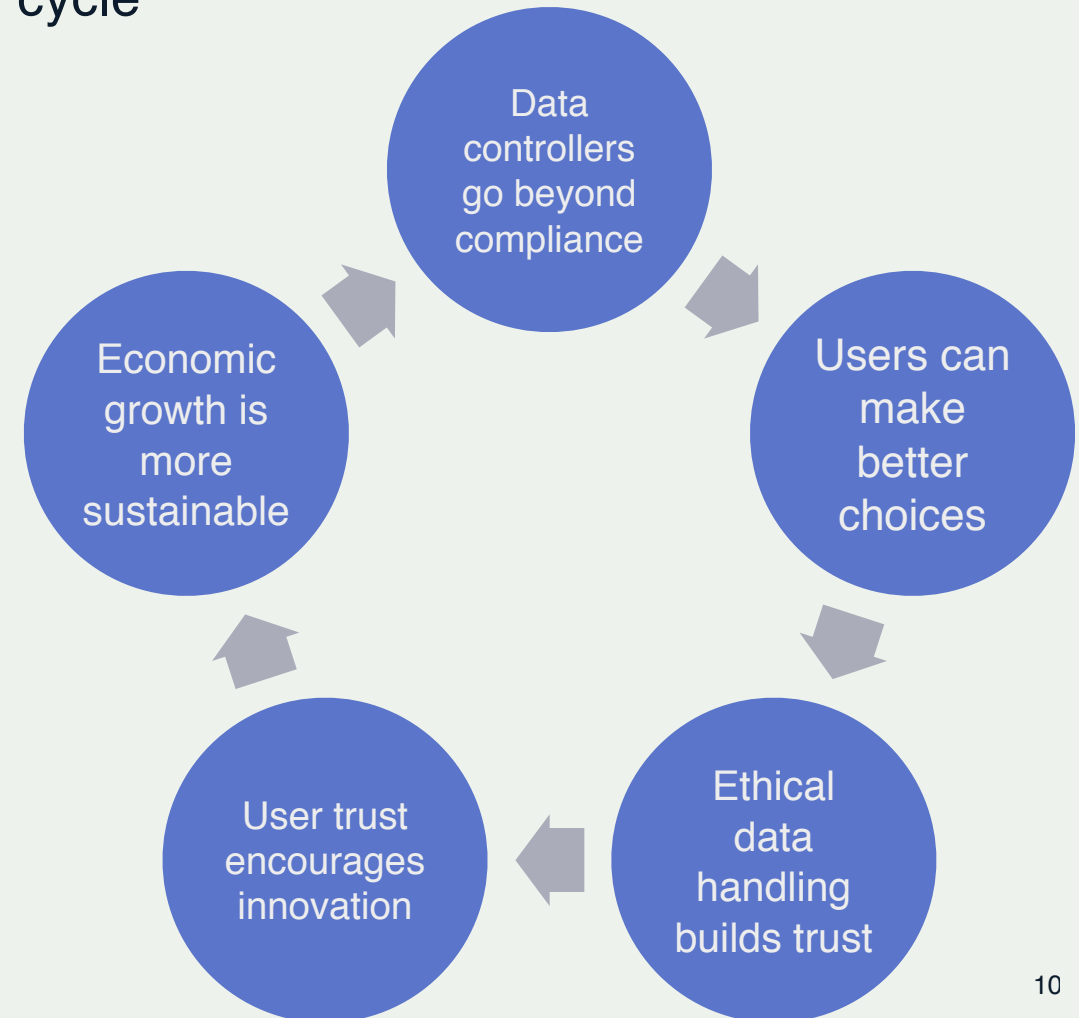 cycle
Data
controllers
go beyond
compliance
Users can
make
better
choices
Ethical
data
handling
builds trust
User trust
encourages
innovation
Economic
growth is
more
sustainable
10